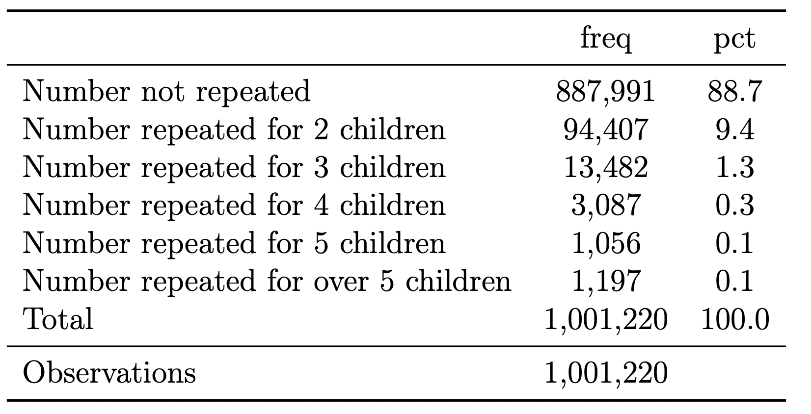 freq pct
Number not repeated 887,991 88.7
Number repeated for 2 children 94,407 9.4
Number repeated for 3 children 13,482 1.3
Number repeated for 4 children 3,087 0.3
Number repeated for 5 children 1,056 0.1
Number repeated for over 5 children 1,197 0.1
Total 1,001,220 100.0
Observations 1,001,220